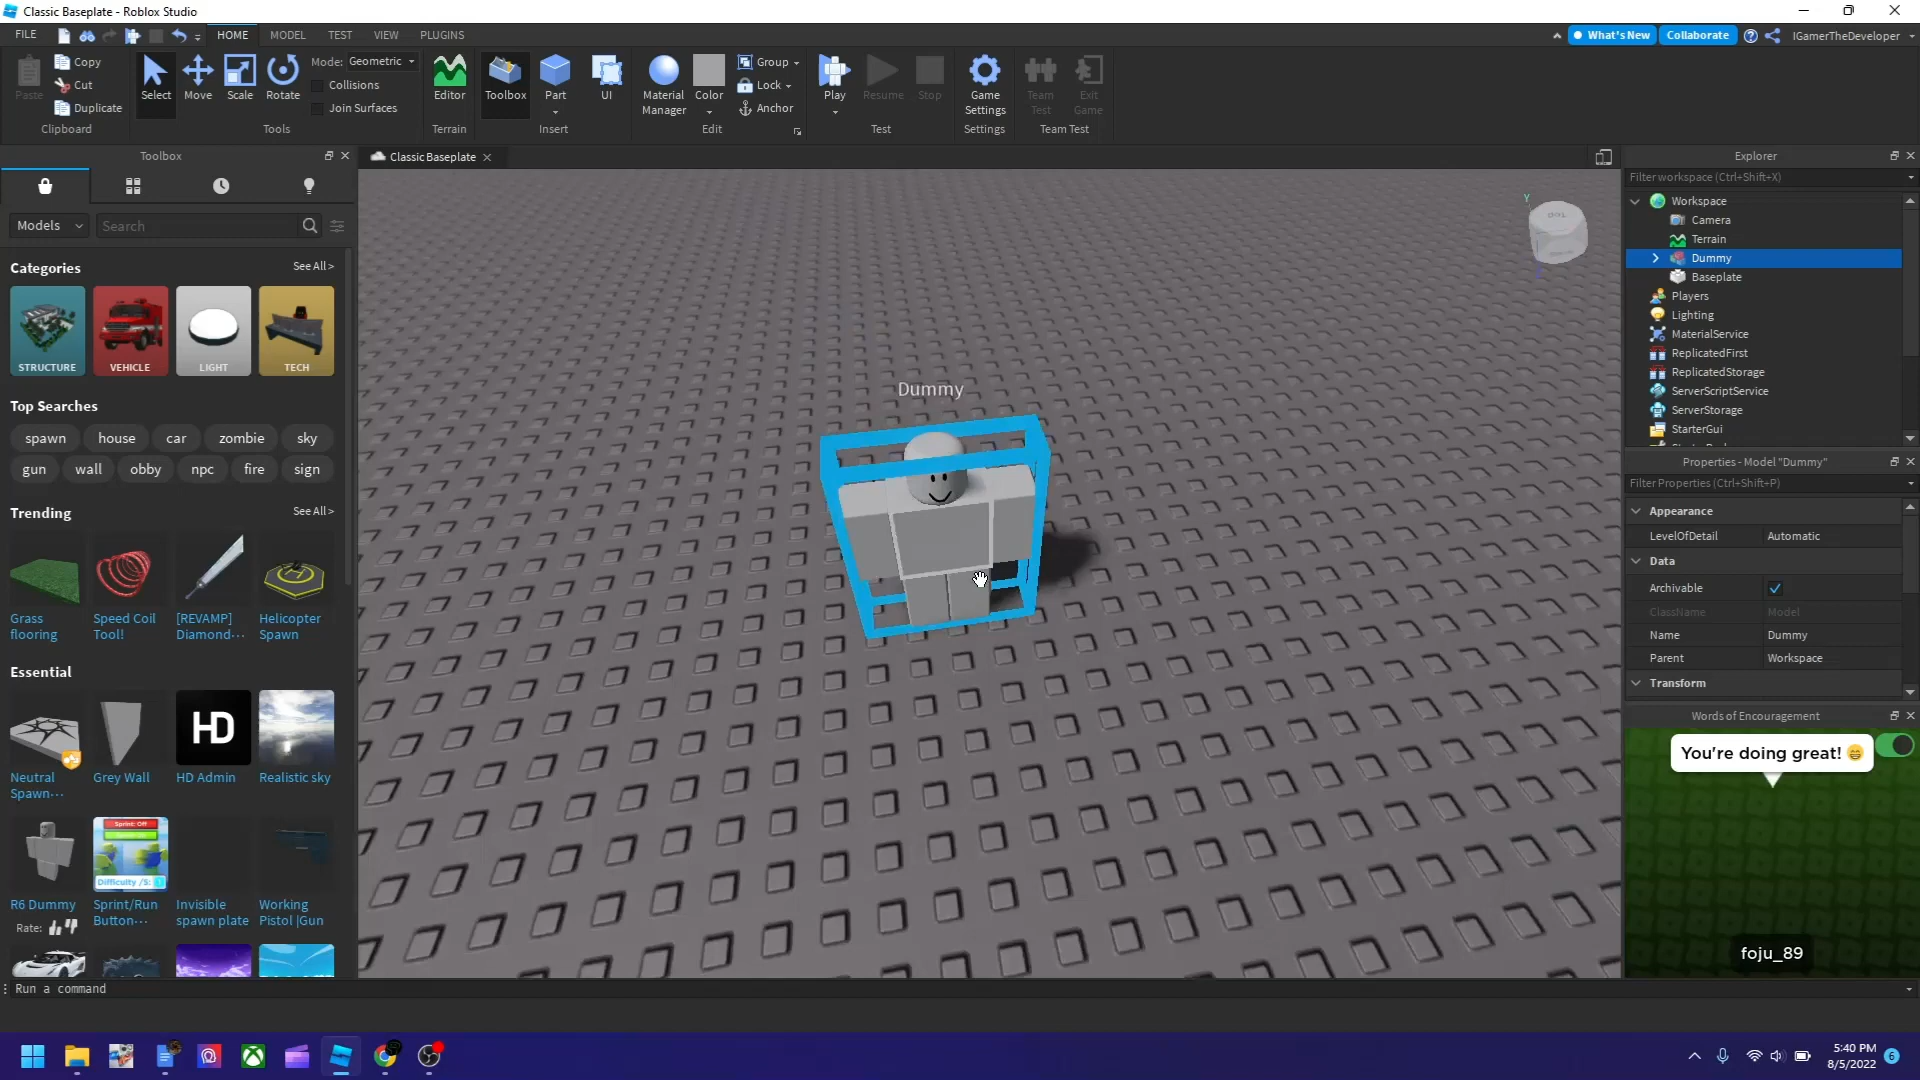 Classic Baseplate - Roblox Studio
FILE
HOME
MODEL
TEST
VIEW
PLUGINS
What's New
Collaborate
IGamerTheDeveloper
Paste
Copy
Cut
Duplicate
Clipboard
Select
Move
Scale
Rotate
Mode: Geometric
Collisions
Join Surfaces
Tools
Editor
Terrain
Toolbox
Part
UI
Insert
Material
Manager
Color
Group
Lock
Anchor
Edit
Play
Resume
Stop
Test
Game
Settings
Settings
Team
Test
Exit
Game
Team Test
Toolbox
Models
Search
Categories
See All >
STRUCTURE
VEHICLE
LIGHT
TECH
Top Searches
spawn
house
car
zombie
sky
gun
wall
obby
npc
fire
sign
Trending
See All >
Grass
flooring
Speed Coil
Tool!
[REVAMP]
Diamond-···
Helicopter
Spawn
Essential
HD
Neutral
Spawn···
Grey Wall
HD Admin
Realistic sky
Sprint: Off
Difficulty /5:
R6 Dummy
Rate:
Sprint/Run
Button···
Invisible
spawn plate
Working
Pistol |Gun
Classic Baseplate
Y
Dummy
Explorer
Filter workspace (Ctrl+Shift+X)
Workspace
Camera
Terrain
Dummy
Baseplate
Players
Lighting
MaterialService
ReplicatedFirst
ReplicatedStorage
ServerScriptService
ServerStorage
StarterGui
Properties - Model "Dummy"
Filter Properties (Ctrl+Shift+P)
Appearance
LevelOfDetail Automatic
Data
Archivable
ClassName Model
Name Dummy
Parent Workspace
Transform
Words of Encouragement
You're doing great! 😄
foju_89
Run a command
5:40 PM
8/5/2022
6